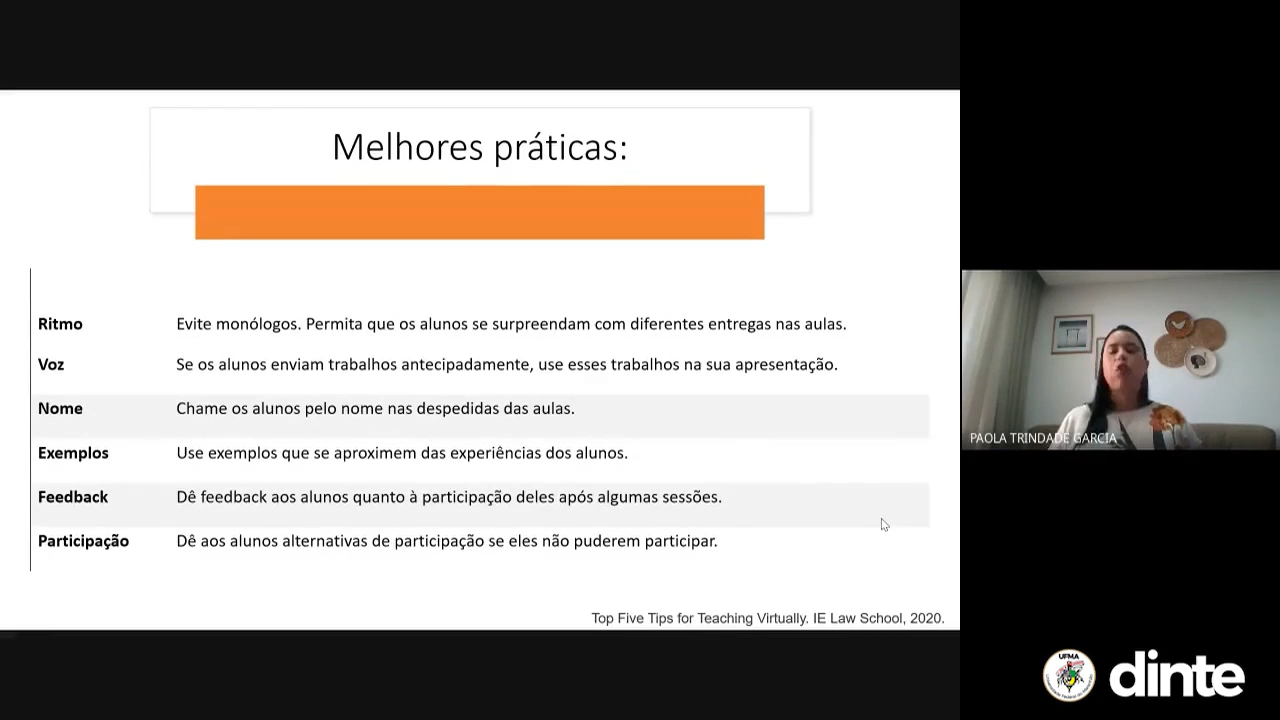 Melhores práticas:
Ritmo Evite monólogos. Permita que os alunos se surpreendam com diferentes entregas nas aulas.
Voz Se os alunos enviam trabalhos antecipadamente, use esses trabalhos na sua apresentação.
Nome Chame os alunos pelo nome nas despedidas das aulas.
Exemplos Use exemplos que se aproximem das experiências dos alunos.
Feedback Dê feedback aos alunos quanto à participação deles após algumas sessões.
Participação Dê aos alunos alternativas de participação se eles não puderem participar.
Top Five Tips for Teaching Virtually. IE Law School, 2020.
PAOLA TRINDADE GARCIA
UFMA
dinte